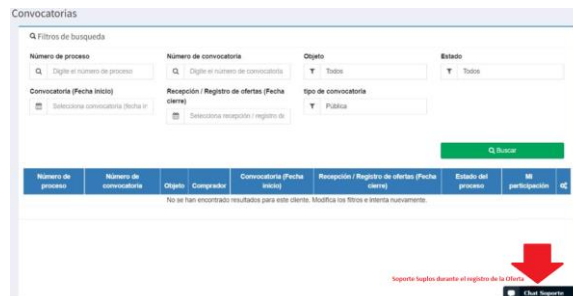 Convocatorias
Filtros de busqueda
Número de proceso
Número de convocatoria
Objeto
Estado
Digite el número de proceso
Digite el número de convocatoria
Todos
Todos
Convocatoria (Fecha inicio)
Recepción / Registro de ofertas (Fecha
cierre)
tipo de convocatoria
Selecciona convocatoria (fecha in
Selecciona recepción / registro de
Pública
Buscar
Número de
proceso
Número de
convocatoria
Objeto
Comprador
Convocatoria (Fecha
inicio)
Recepción / Registro de ofertas (Fecha
cierre)
Estado del
proceso
Mi
participación
No se han encontrado resultados para este cliente. Modifica los filtros e intenta nuevamente.
Soporte Suplos durante el registro de la Oferta
Chat Soporte